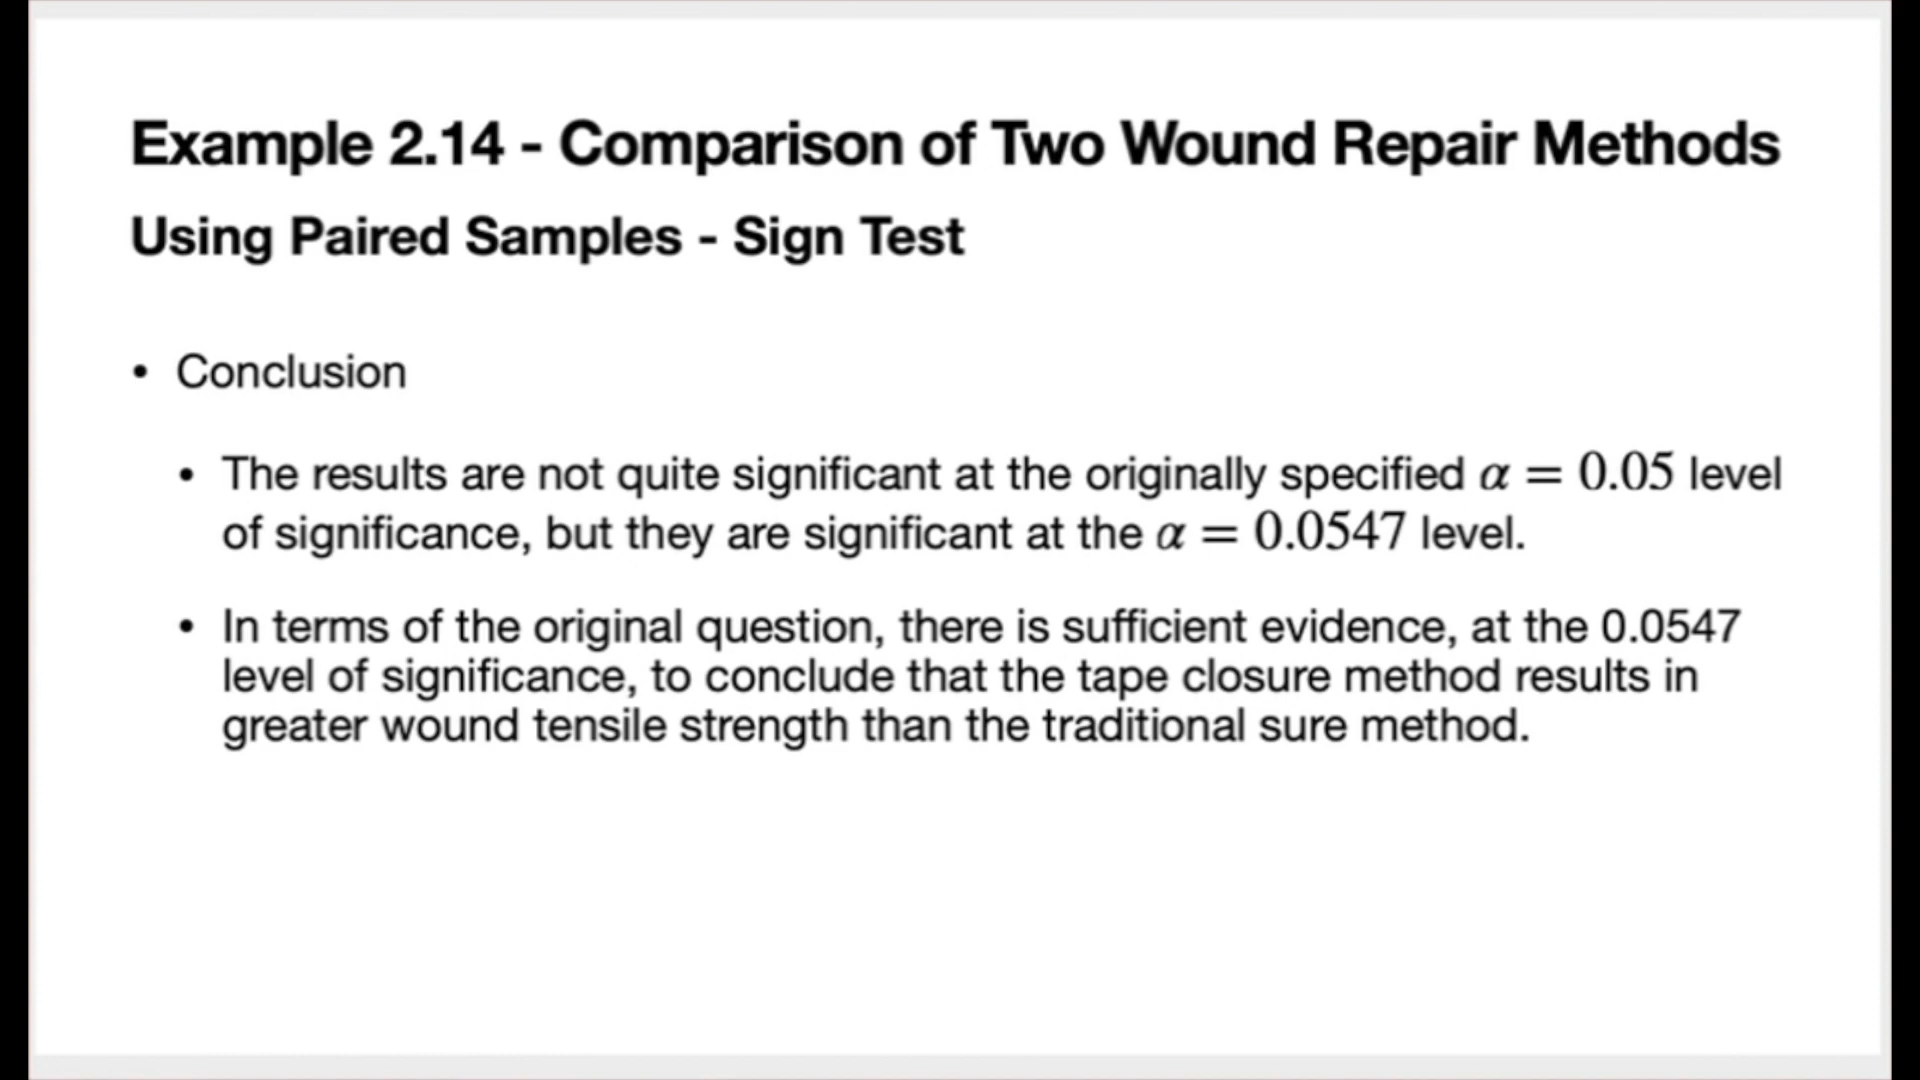 Example 2.14 - Comparison of Two Wound Repair Methods
Using Paired Samples - Sign Test
• Conclusion
• The results are not quite significant at the originally specified α = 0.05 level
of significance, but they are significant at the α = 0.0547 level.
• In terms of the original question, there is sufficient evidence, at the 0.0547
level of significance, to conclude that the tape closure method results in
greater wound tensile strength than the traditional sure method.